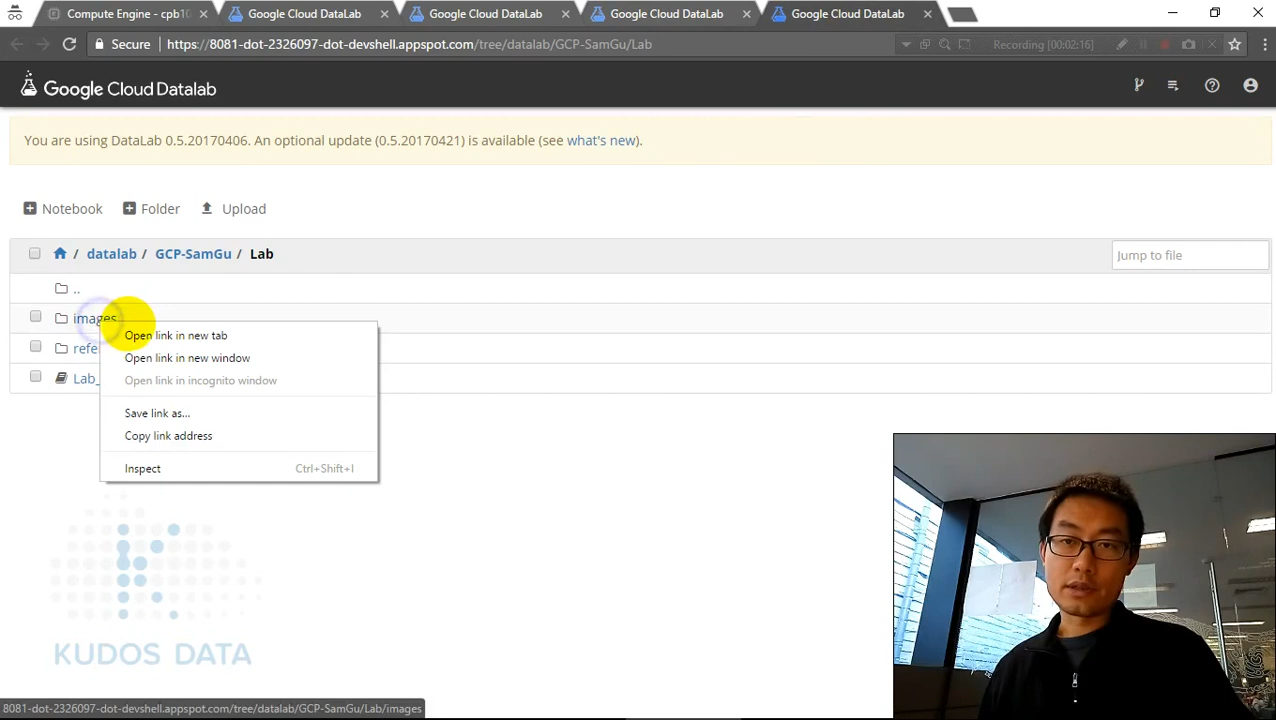 Compute Engine - cpb10
Google Cloud DataLab
Google Cloud DataLab
Google Cloud DataLab
Google Cloud DataLab
Secure
https://8081-dot-2326097-dot-devshell.appspot.com/tree/datalab/GCP-SamGu/Lab
Recording [00:02:16]
Google Cloud Datalab
You are using DataLab 0.5.20170406. An optional update (0.5.20170421) is available (see what's new).
Notebook Folder Upload
/ datalab / GCP-SamGu / Lab
Jump to file
..
images
Open link in new tab
refe
Open link in new window
Lab_
Open link in incognito window
Save link as...
Copy link address
Inspect Ctrl+Shift+I
KUDOS DATA
8081-dot-2326097-dot-devshell.appspot.com/tree/datalab/GCP-SamGu/Lab/images